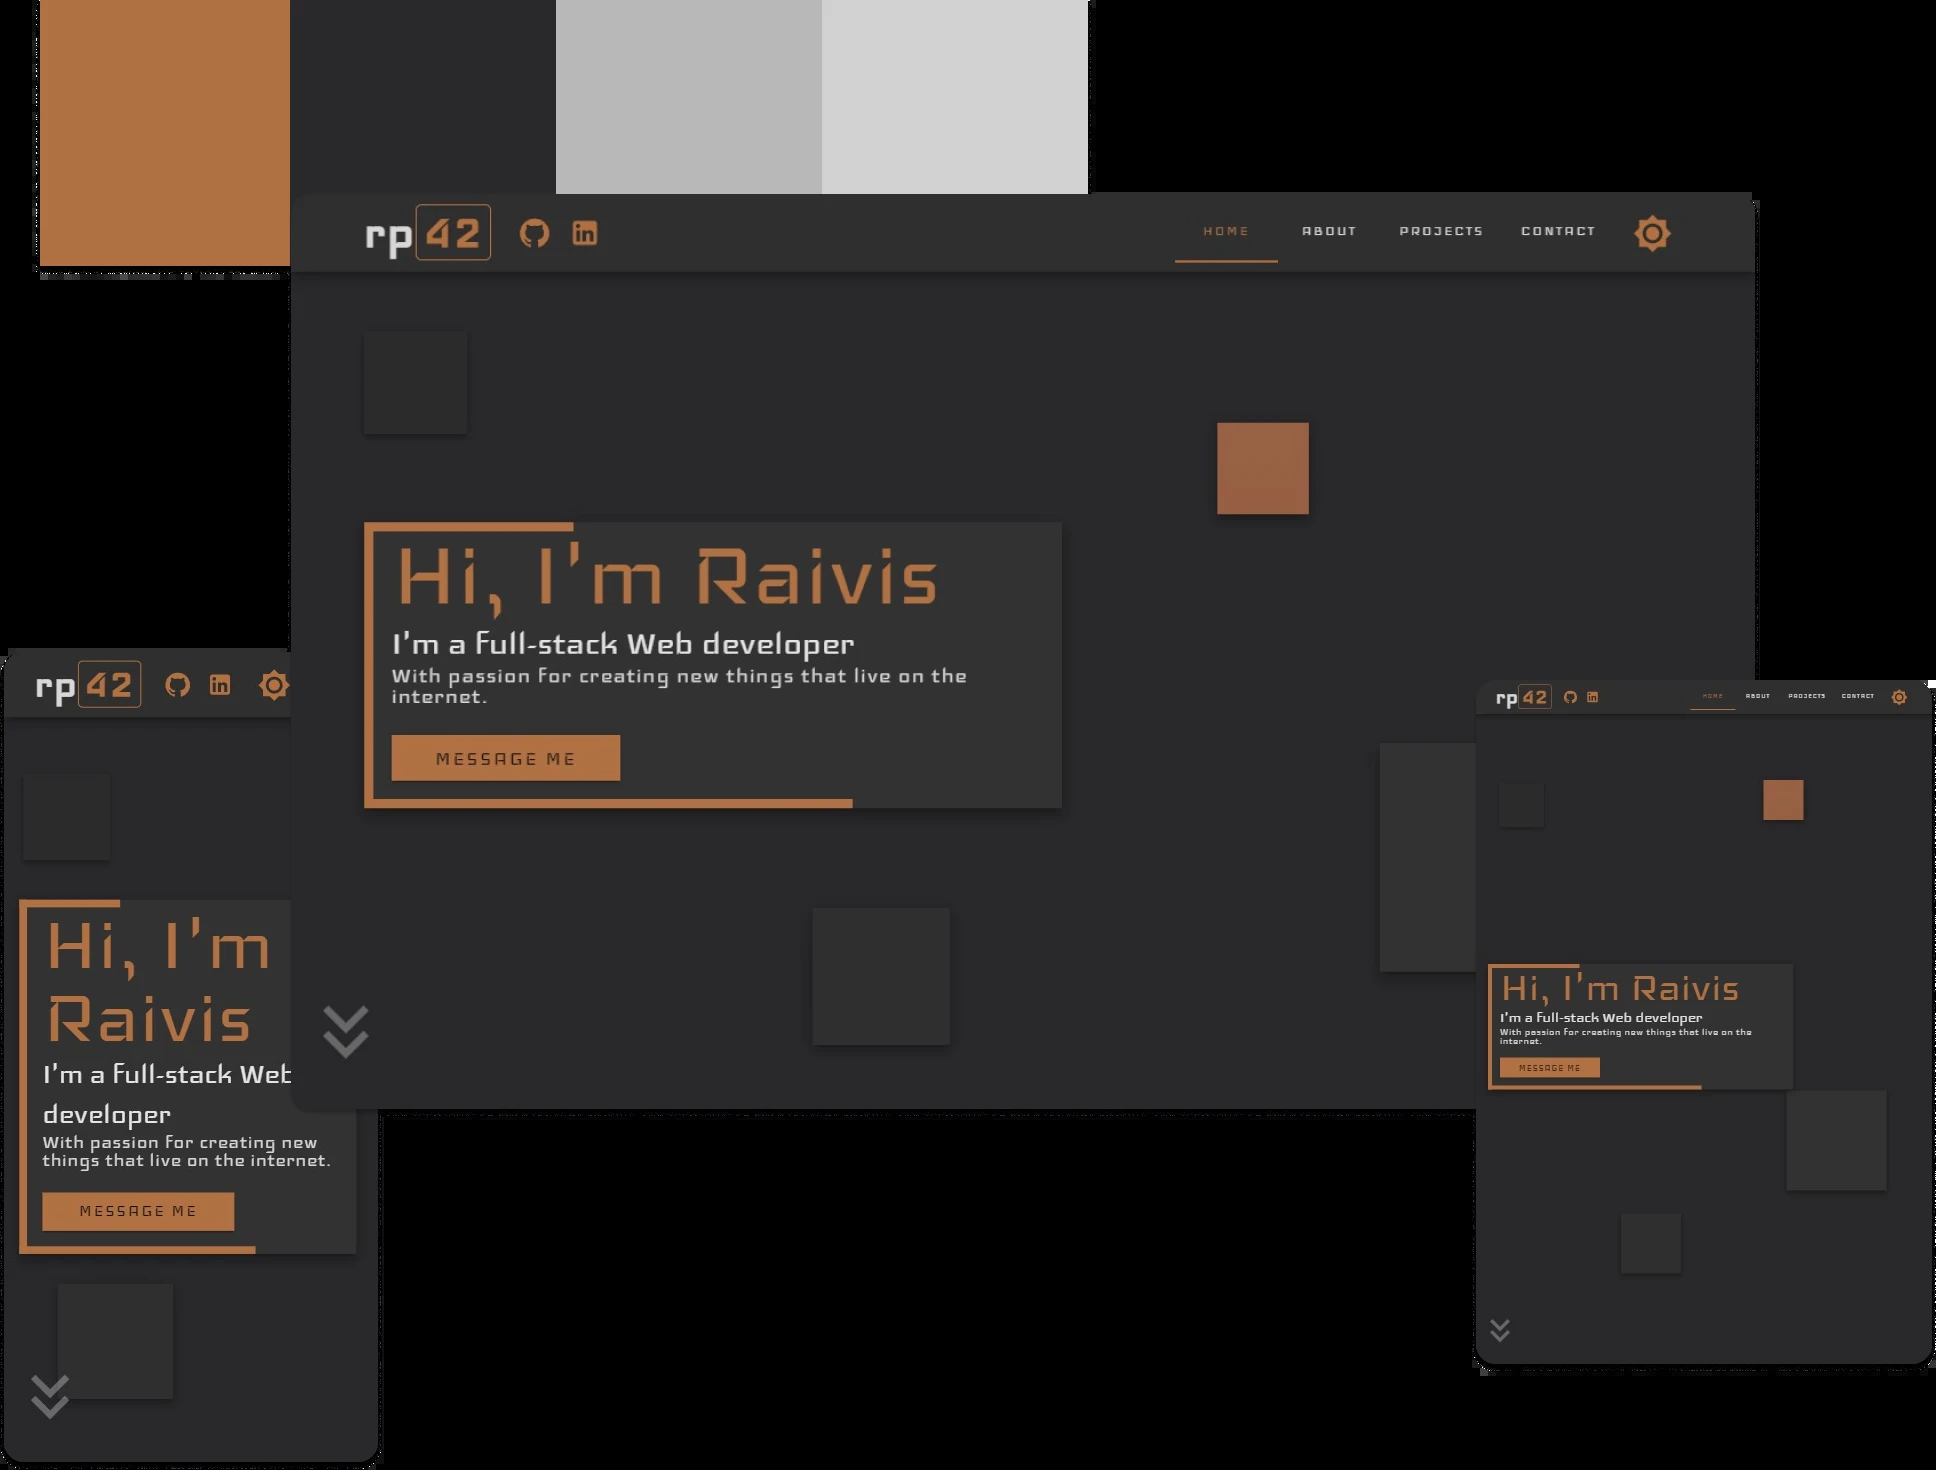 rp 42
HOME ABOUT PROJECTS CONTACT
Hi, I'm Raivis
I'm a Full-stack Web developer
With passion for creating new things that live on the
internet.
MESSAGE ME
rp 42
Hi, I'm
Raivis
I'm a Full-stack Web
developer
With passion for creating new
things that live on the internet.
MESSAGE ME
rp 42
HOME ABOUT PROJECTS CONTACT
Hi, I'm Raivis
I'm a Full-stack Web developer
With passion for creating new things that live on the
internet.
MESSAGE ME